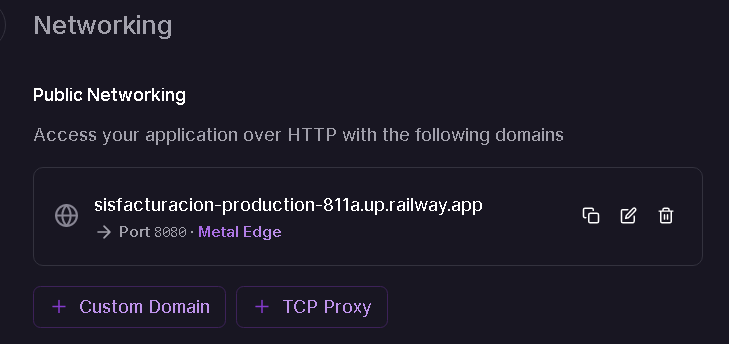 Networking
Public Networking
Access your application over HTTP with the following domains
sisfacturacion-production-811a.up.railway.app
→ Port 8080 · Metal Edge
+ Custom Domain
+ TCP Proxy